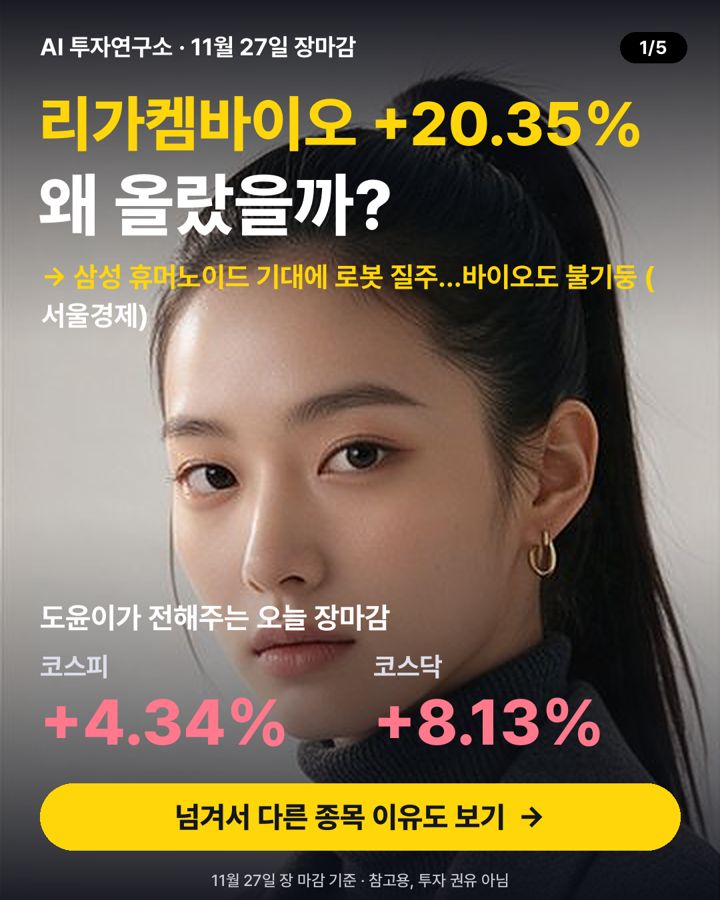 AI 투자연구소 · 11월 27일 장마감
1/5
리가켐바이오 +20.35%
왜 올랐을까?
→ 삼성 휴머노이드 기대에 로봇 질주…바이오도 불기둥 (
서울경제)
도윤이가 전해주는 오늘 장마감
코스피
코스닥
+4.34%
+8.13%
넘겨서 다른 종목 이유도 보기 →
11월 27일 장 마감 기준 · 참고용, 투자 권유 아님